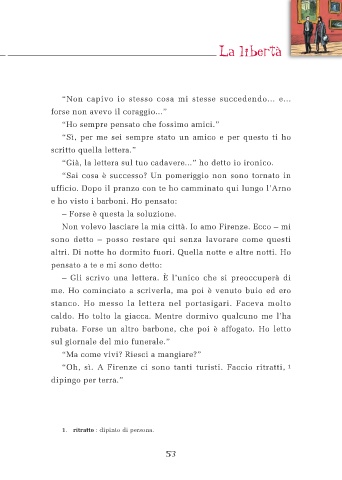 La libertà
“Non capivo io stesso cosa mi stesse succedendo... e...
forse non avevo il coraggio...”
“Ho sempre pensato che fossimo amici.”
“Sì, per me sei sempre stato un amico e per questo ti ho
scritto quella lettera.”
“Già, la lettera sul tuo cadavere...” ho detto io ironico.
“Sai cosa è successo? Un pomeriggio non sono tornato in
ufficio. Dopo il pranzo con te ho camminato qui lungo l’Arno
e ho visto i barboni. Ho pensato:
– Forse è questa la soluzione.
Non volevo lasciare la mia città. Io amo Firenze. Ecco – mi
sono detto – posso restare qui senza lavorare come questi
altri. Di notte ho dormito fuori. Quella notte e altre notti. Ho
pensato a te e mi sono detto:
– Gli scrivo una lettera. È l’unico che si preoccuperà di
me. Ho cominciato a scriverla, ma poi è venuto buio ed ero
stanco. Ho messo la lettera nel portasigari. Faceva molto
caldo. Ho tolto la giacca. Mentre dormivo qualcuno me l’ha
rubata. Forse un altro barbone, che poi è affogato. Ho letto
sul giornale del mio funerale.”
“Ma come vivi? Riesci a mangiare?”
“Oh, sì. A Firenze ci sono tanti turisti. Faccio ritratti, 1
dipingo per terra.”
1. ritratto : dipinto di persona.
53